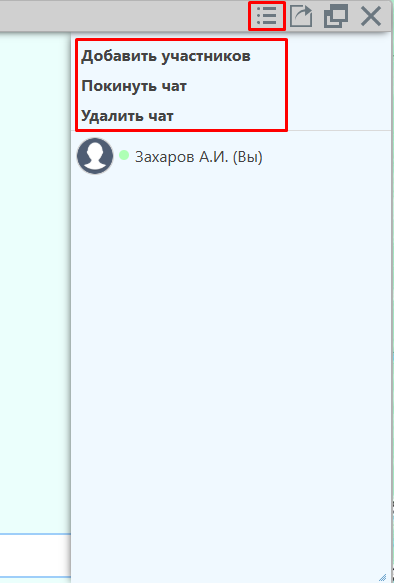 Добавить участников
Покинуть чат
Удалить чат
Захаров А.И. (Вы)